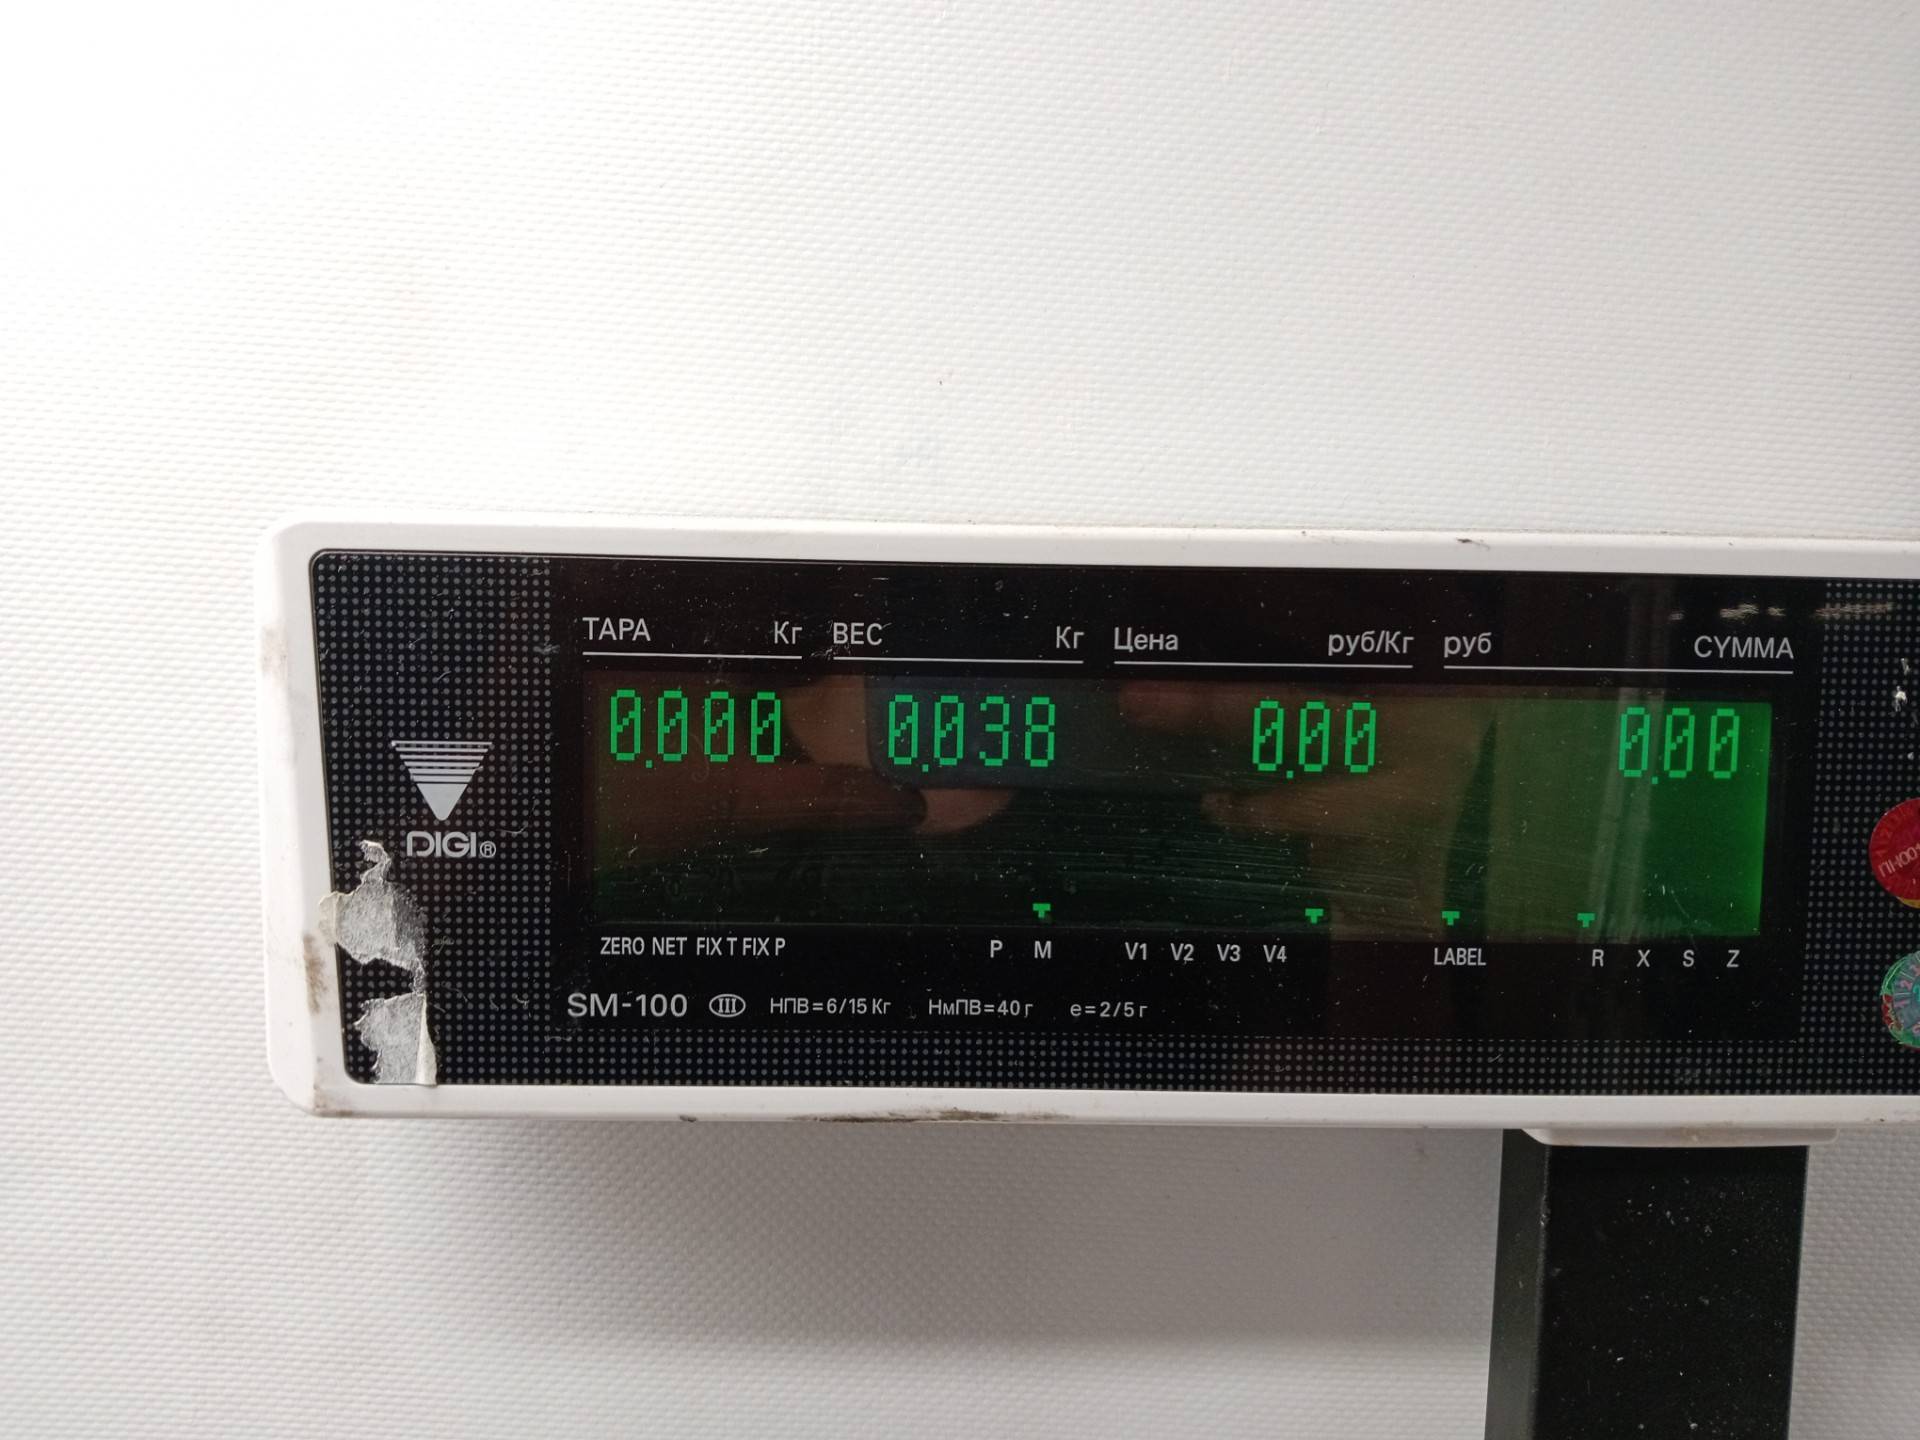 ТАРА Кг ВЕС Кг Цена руб/Кг руб СУММА
0.000 0.038 0.00 0.00
DIGI®
ZERO NET FIX T FIX P P M V1 V2 V3 V4 LABEL R X S Z
SM-100 III НПВ=6/15 Кг НмПВ=40 г е=2/5 г